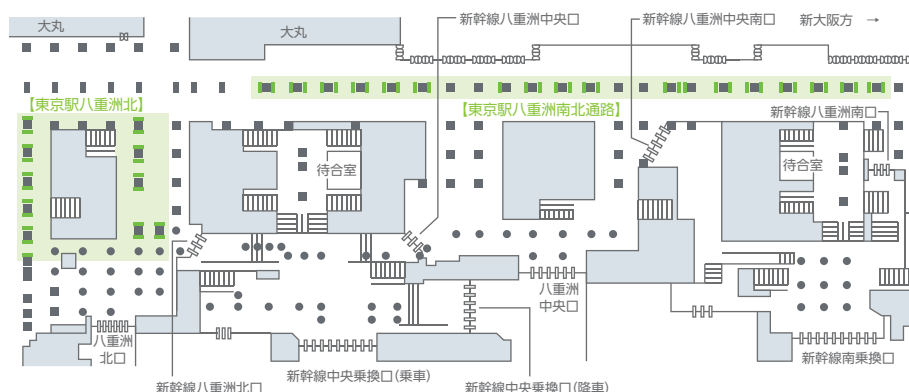 大丸
大丸
新幹線八重洲中央口
新幹線八重洲中央南口
新大阪方 →
【東京駅八重洲北】
【東京駅八重洲南北通路】
新幹線八重洲南口
待合室
待合室
八重洲
北口
八重洲
中央口
新幹線八重洲北口
新幹線中央乗換口(乗車)
新幹線中央乗換口(降車)
新幹線南乗換口